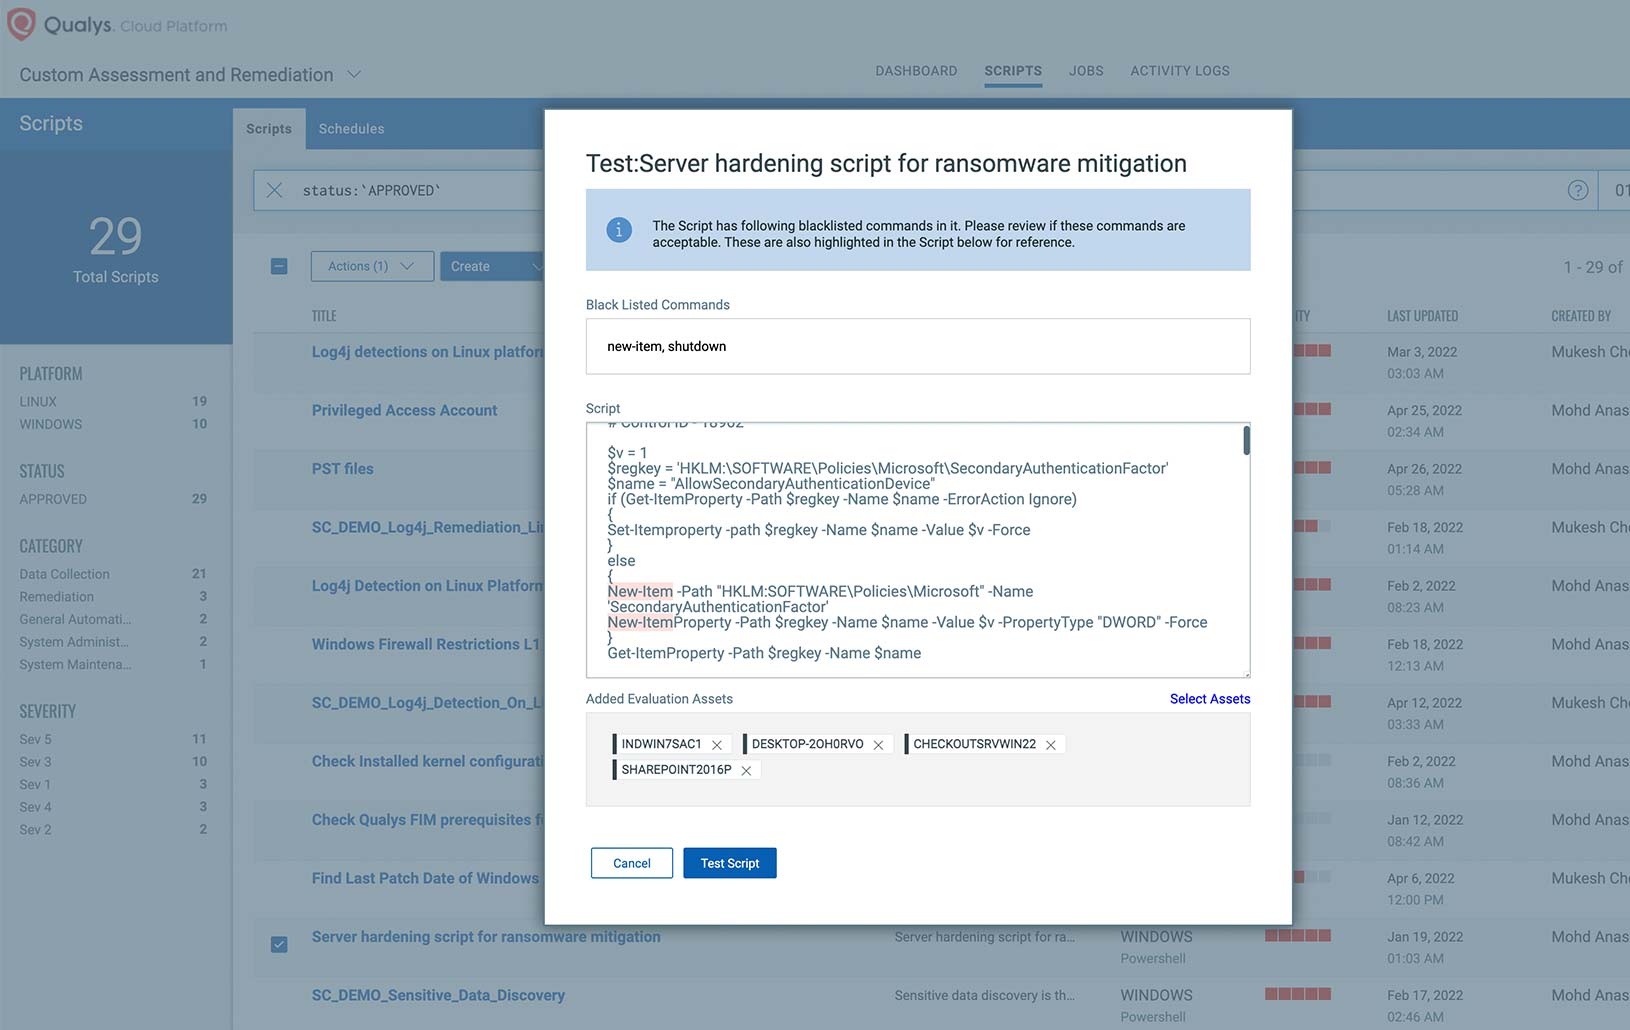 Qualys. Cloud Platform
Custom Assessment and Remediation
DASHBOARD
SCRIPTS
JOBS
ACTIVITY LOGS
Scripts
Scripts
Schedules
29
Total Scripts
status:`APPROVED`
Actions (1)
Create
1 - 29 of
TITLE
LAST UPDATED
CREATED BY
PLATFORM
LINUX 19
WINDOWS 10
STATUS
APPROVED 29
CATEGORY
Data Collection 21
Remediation 3
General Automati... 2
System Administ... 2
System Maintena... 1
SEVERITY
Sev 5 11
Sev 3 10
Sev 1 3
Sev 4 3
Sev 2 2
Log4j detections on Linux platfor
Mar 3, 2022
03:03 AM
Mukesh Ch
Privileged Access Account
Apr 25, 2022
02:34 AM
Mohd Anas
PST files
Apr 26, 2022
05:28 AM
Mohd Anas
SC_DEMO_Log4j_Remediation_Li
Feb 18, 2022
01:14 AM
Mukesh Ch
Log4j Detection on Linux Platform
Feb 2, 2022
08:23 AM
Mukesh Ch
Windows Firewall Restrictions L1
Feb 18, 2022
12:13 AM
Mohd Anas
SC_DEMO_Log4j_Detection_On_L
Apr 12, 2022
03:33 AM
Mukesh Ch
Check Installed kernel configurat
Feb 2, 2022
08:36 AM
Mukesh Ch
Check Qualys FIM prerequisites f
Jan 12, 2022
08:42 AM
Mohd Anas
Find Last Patch Date of Windows
Apr 6, 2022
12:00 PM
Mukesh Ch
Server hardening script for ransomware mitigation
Server hardening script for ra...
WINDOWS
Powershell
Jan 19, 2022
01:03 AM
Mohd Anas
SC_DEMO_Sensitive_Data_Discovery
Sensitive data discovery is th...
WINDOWS
Powershell
Feb 17, 2022
02:46 AM
Mohd Anas
Test:Server hardening script for ransomware mitigation
The Script has following blacklisted commands in it. Please review if these commands are
acceptable. These are also highlighted in the Script below for reference.
Black Listed Commands
new-item, shutdown
Script
# Control ID - 18902
$v = 1
$regkey = 'HKLM:\SOFTWARE\Policies\Microsoft\SecondaryAuthenticationFactor'
$name = "AllowSecondaryAuthenticationDevice"
if (Get-ItemProperty -Path $regkey -Name $name -ErrorAction Ignore)
{
Set-Itemproperty -path $regkey -Name $name -Value $v -Force
}
else
{
New-Item -Path "HKLM:SOFTWARE\Policies\Microsoft" -Name
'SecondaryAuthenticationFactor'
New-ItemProperty -Path $regkey -Name $name -Value $v -PropertyType "DWORD" -Force
}
Get-ItemProperty -Path $regkey -Name $name
Added Evaluation Assets
Select Assets
INDWIN7SAC1
DESKTOP-2OH0RVO
CHECKOUTSRVWIN22
SHAREPOINT2016P
Cancel
Test Script